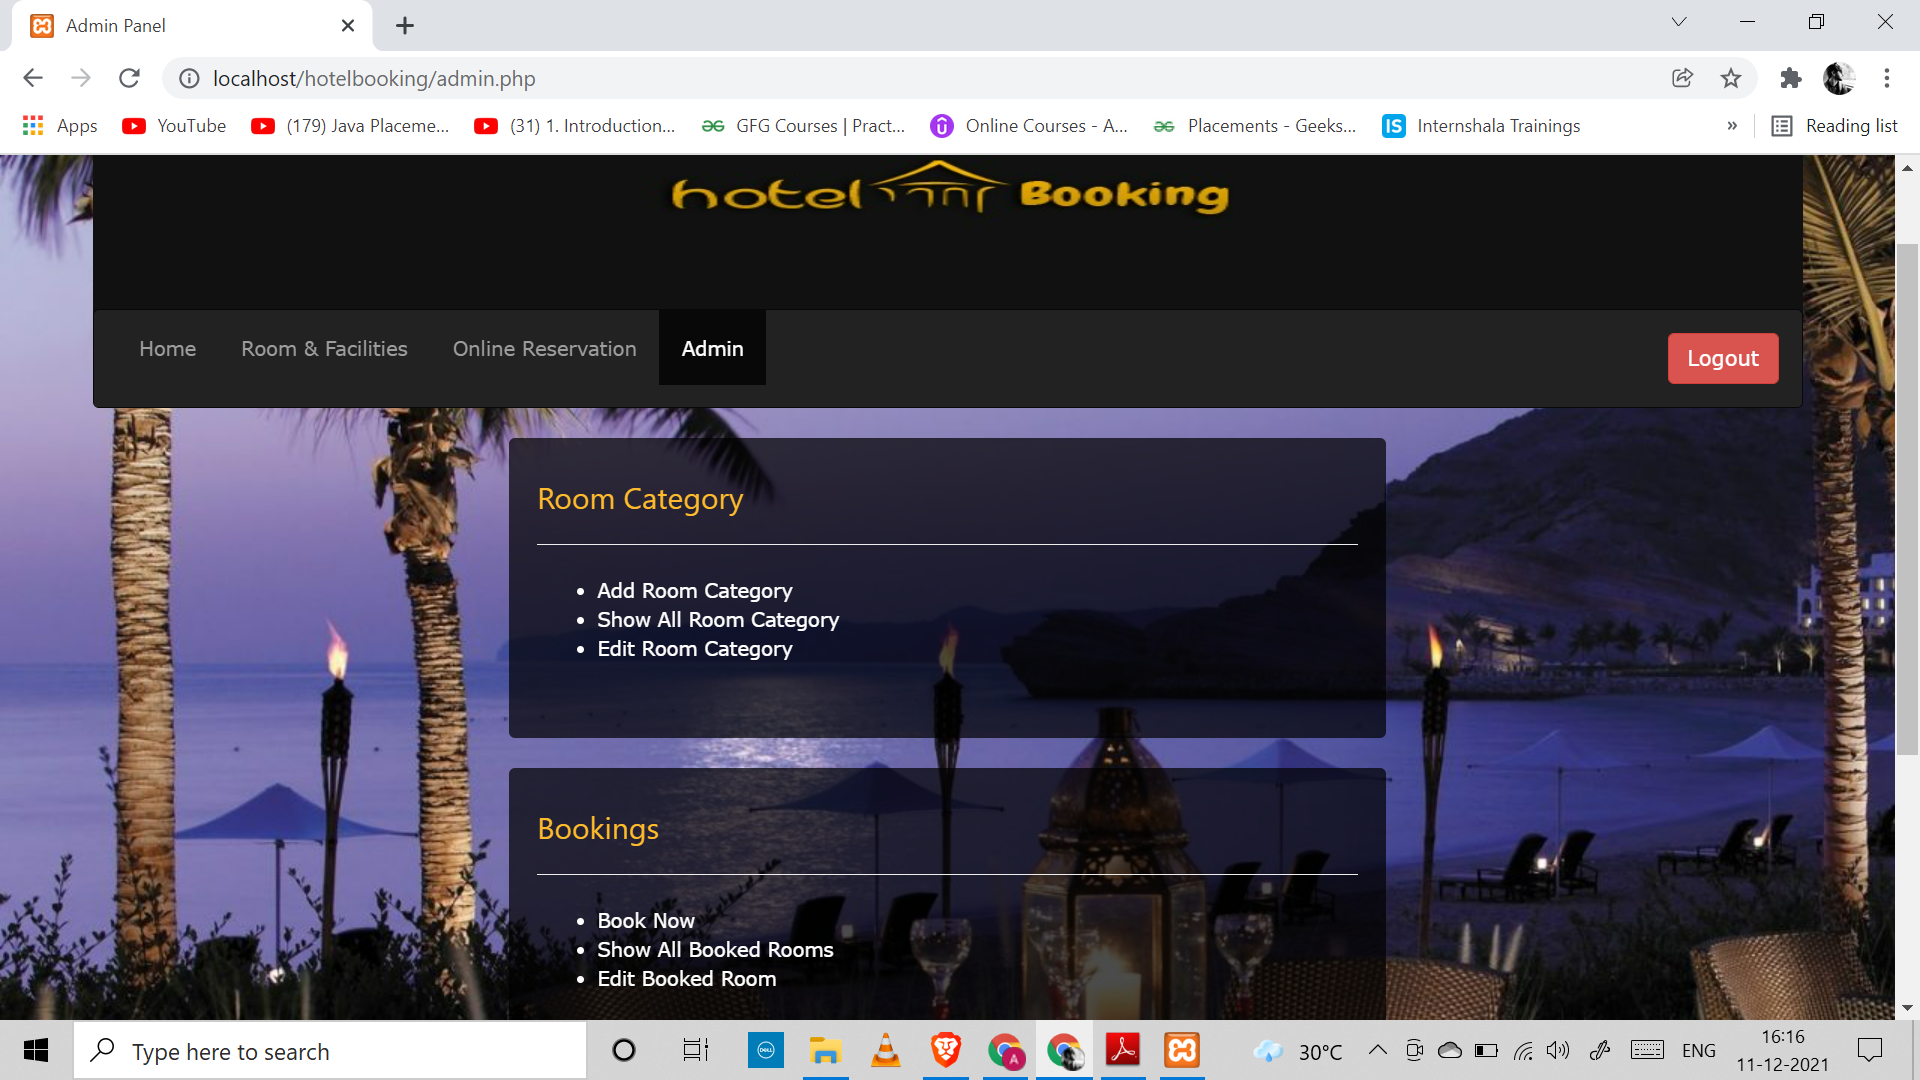 Admin Panel
localhost/hotelbooking/admin.php
Apps
YouTube
(179) Java Placeme...
(31) 1. Introduction...
GFG Courses | Pract...
Online Courses - A...
Placements - Geeks...
IS
Internshala Trainings
»
Reading list
hotel Booking
Home
Room & Facilities
Online Reservation
Admin
Logout
Room Category
• Add Room Category
• Show All Room Category
• Edit Room Category
Bookings
• Book Now
• Show All Booked Rooms
• Edit Booked Room
Type here to search
DELL
A
30°C
ENG
16:16
11-12-2021